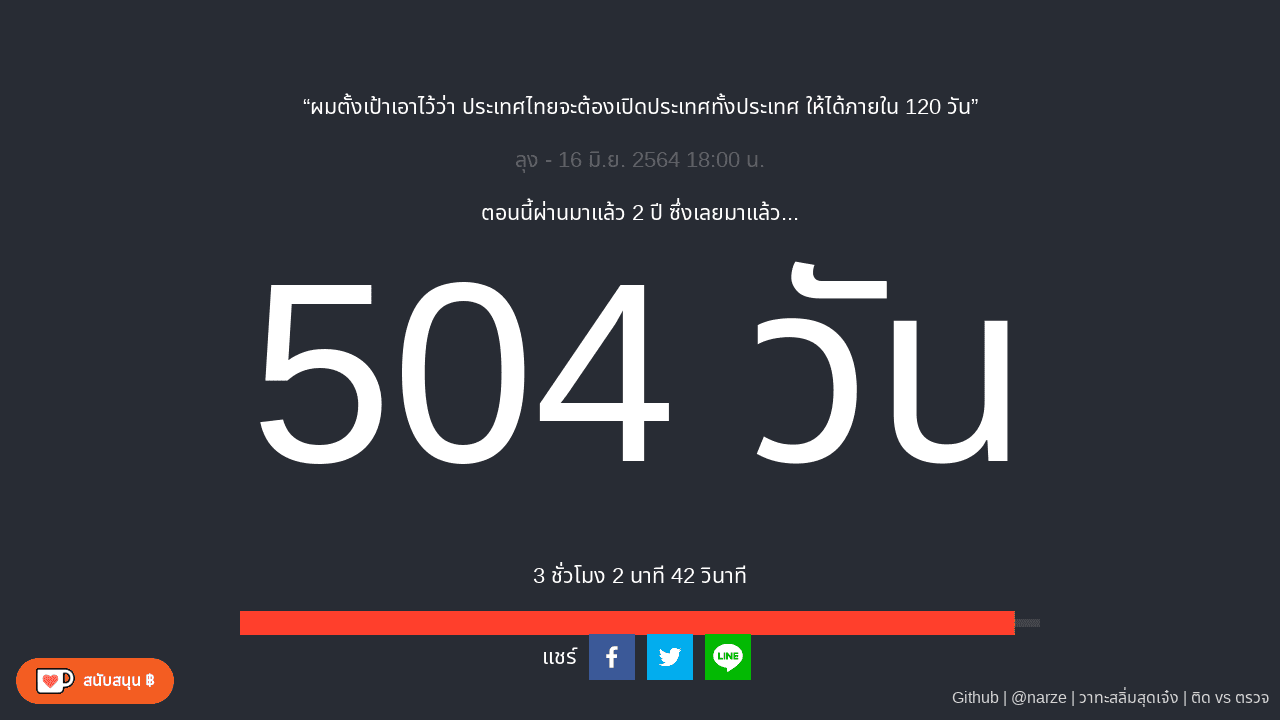 “ผมตั้งเป้าเอาไว้ว่า ประเทศไทยจะต้องเปิดประเทศทั้งประเทศ ให้ได้ภายใน 120 วัน”
ลุง - 16 มิ.ย. 2564 18:00 น.
ตอนนี้ผ่านมาแล้ว 2 ปี ซึ่งเลยมาแล้ว...
504 วัน
3 ชั่วโมง 2 นาที 42 วินาที
แชร์
LINE
สนับสนุน ฿
Github | @narze | วาทะสลิ่มสุดเจ๋ง | ติด vs ตรวจ